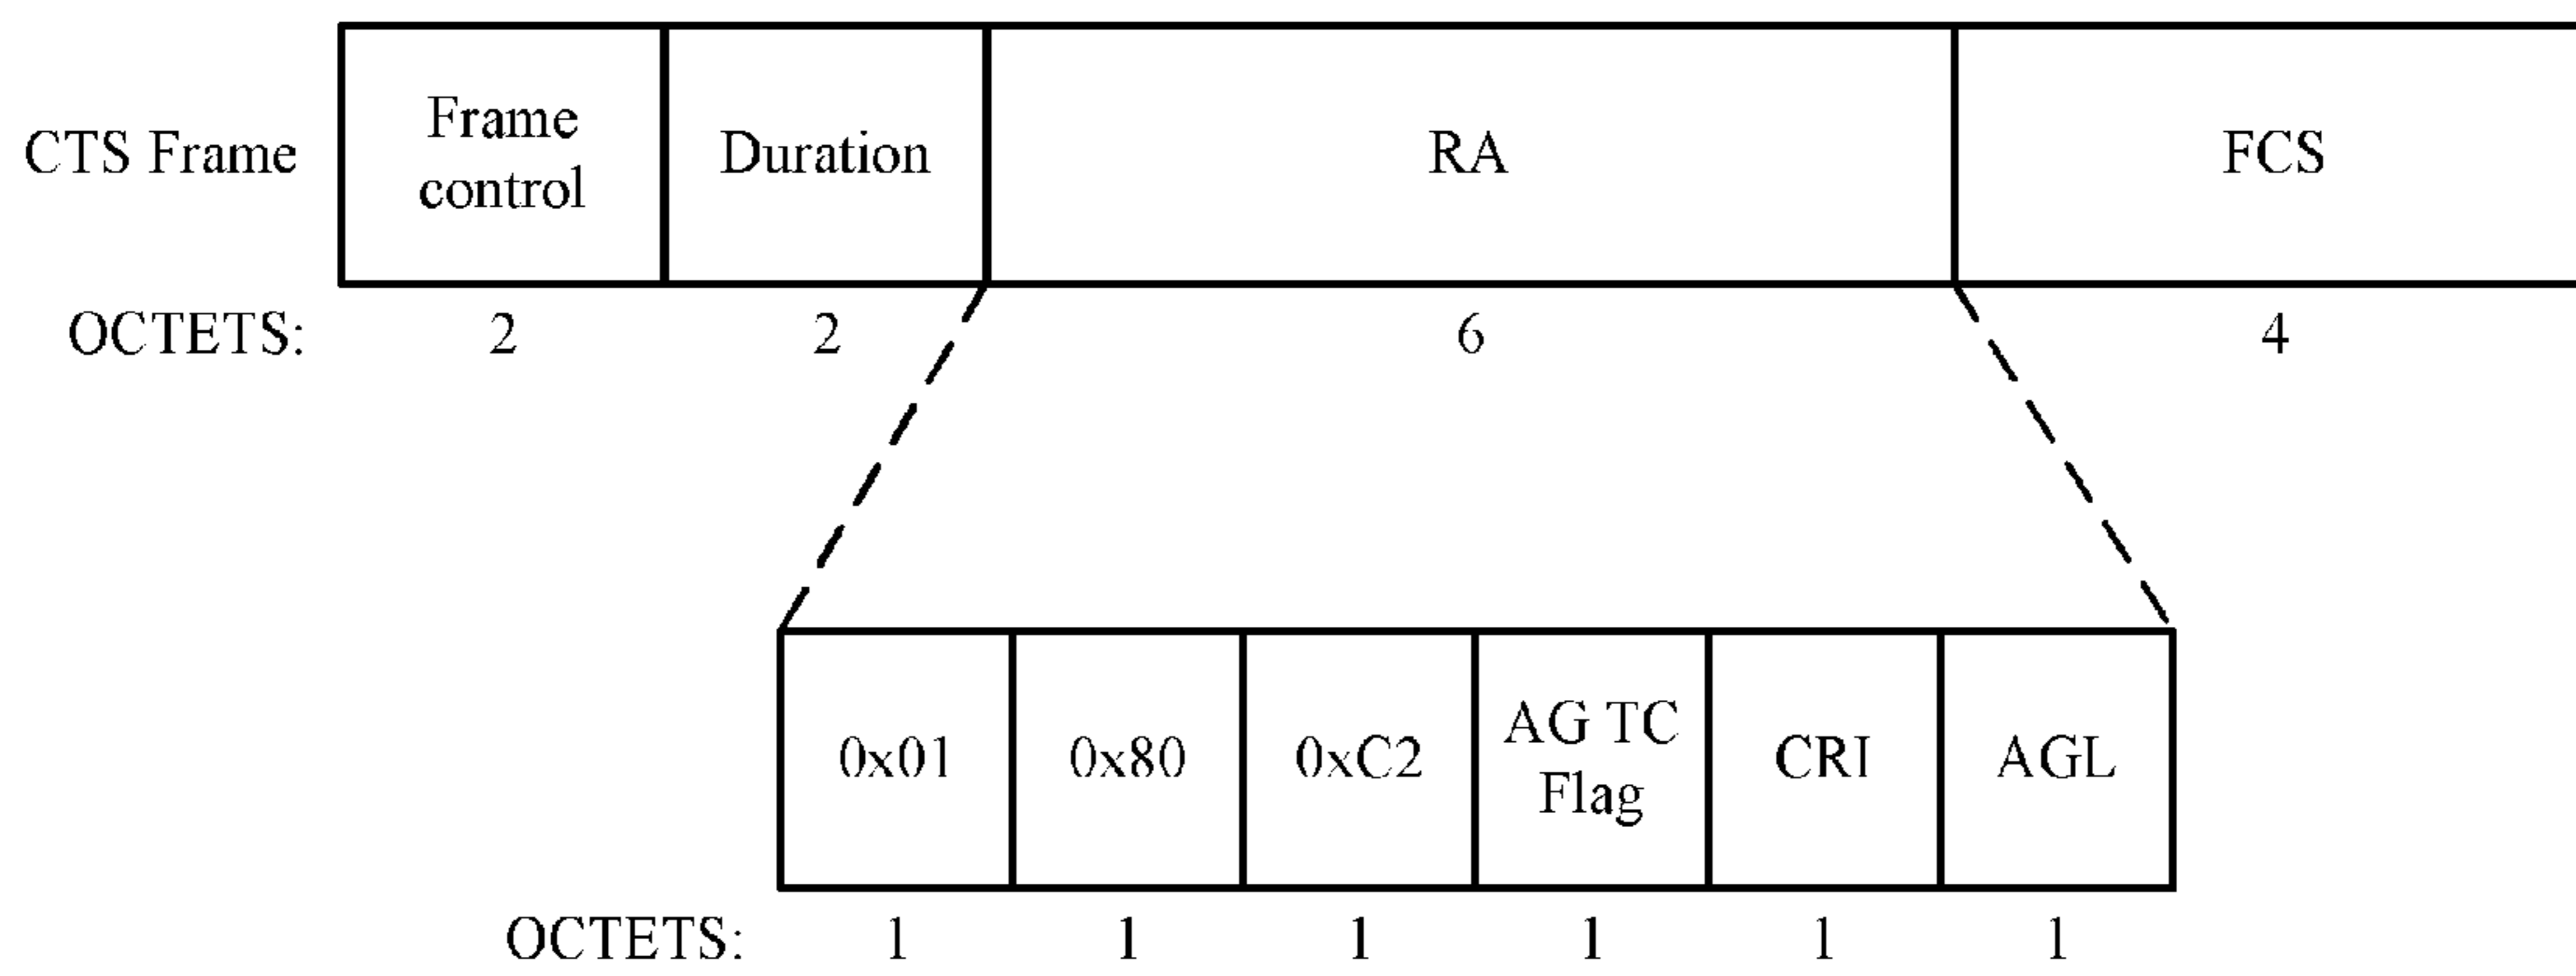 CTS Frame
Frame
control
Duration
RA
FCS
OCTETS: 2 2 6 4
0x01
0x80
0xC2
AG TC
Flag
CRI
AGL
OCTETS: 1 1 1 1 1 1